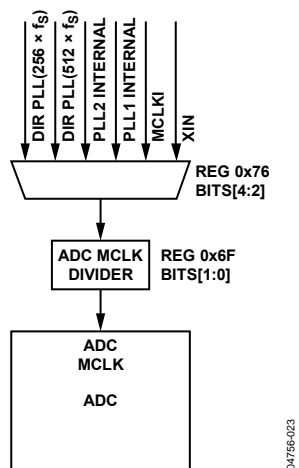 DIR PLL(256 × fS)
DIR PLL(512 × fS)
PLL2 INTERNAL
PLL1 INTERNAL
MCLKI
XIN
REG 0x76
BITS[4:2]
ADC MCLK
DIVIDER
REG 0x6F
BITS[1:0]
ADC
MCLK
ADC
04756-023